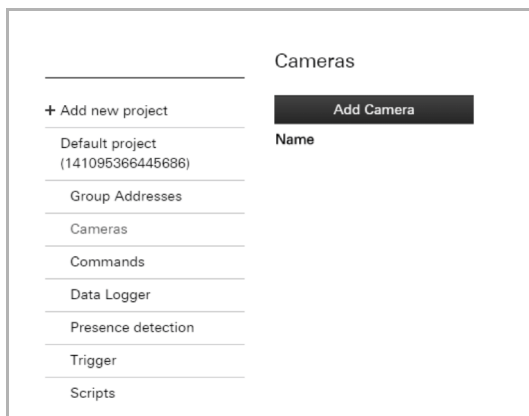 + Add new project
Default project
(141095366445686)
Group Addresses
Cameras
Commands
Data Logger
Presence detection
Trigger
Scripts
Cameras
Add Camera
Name